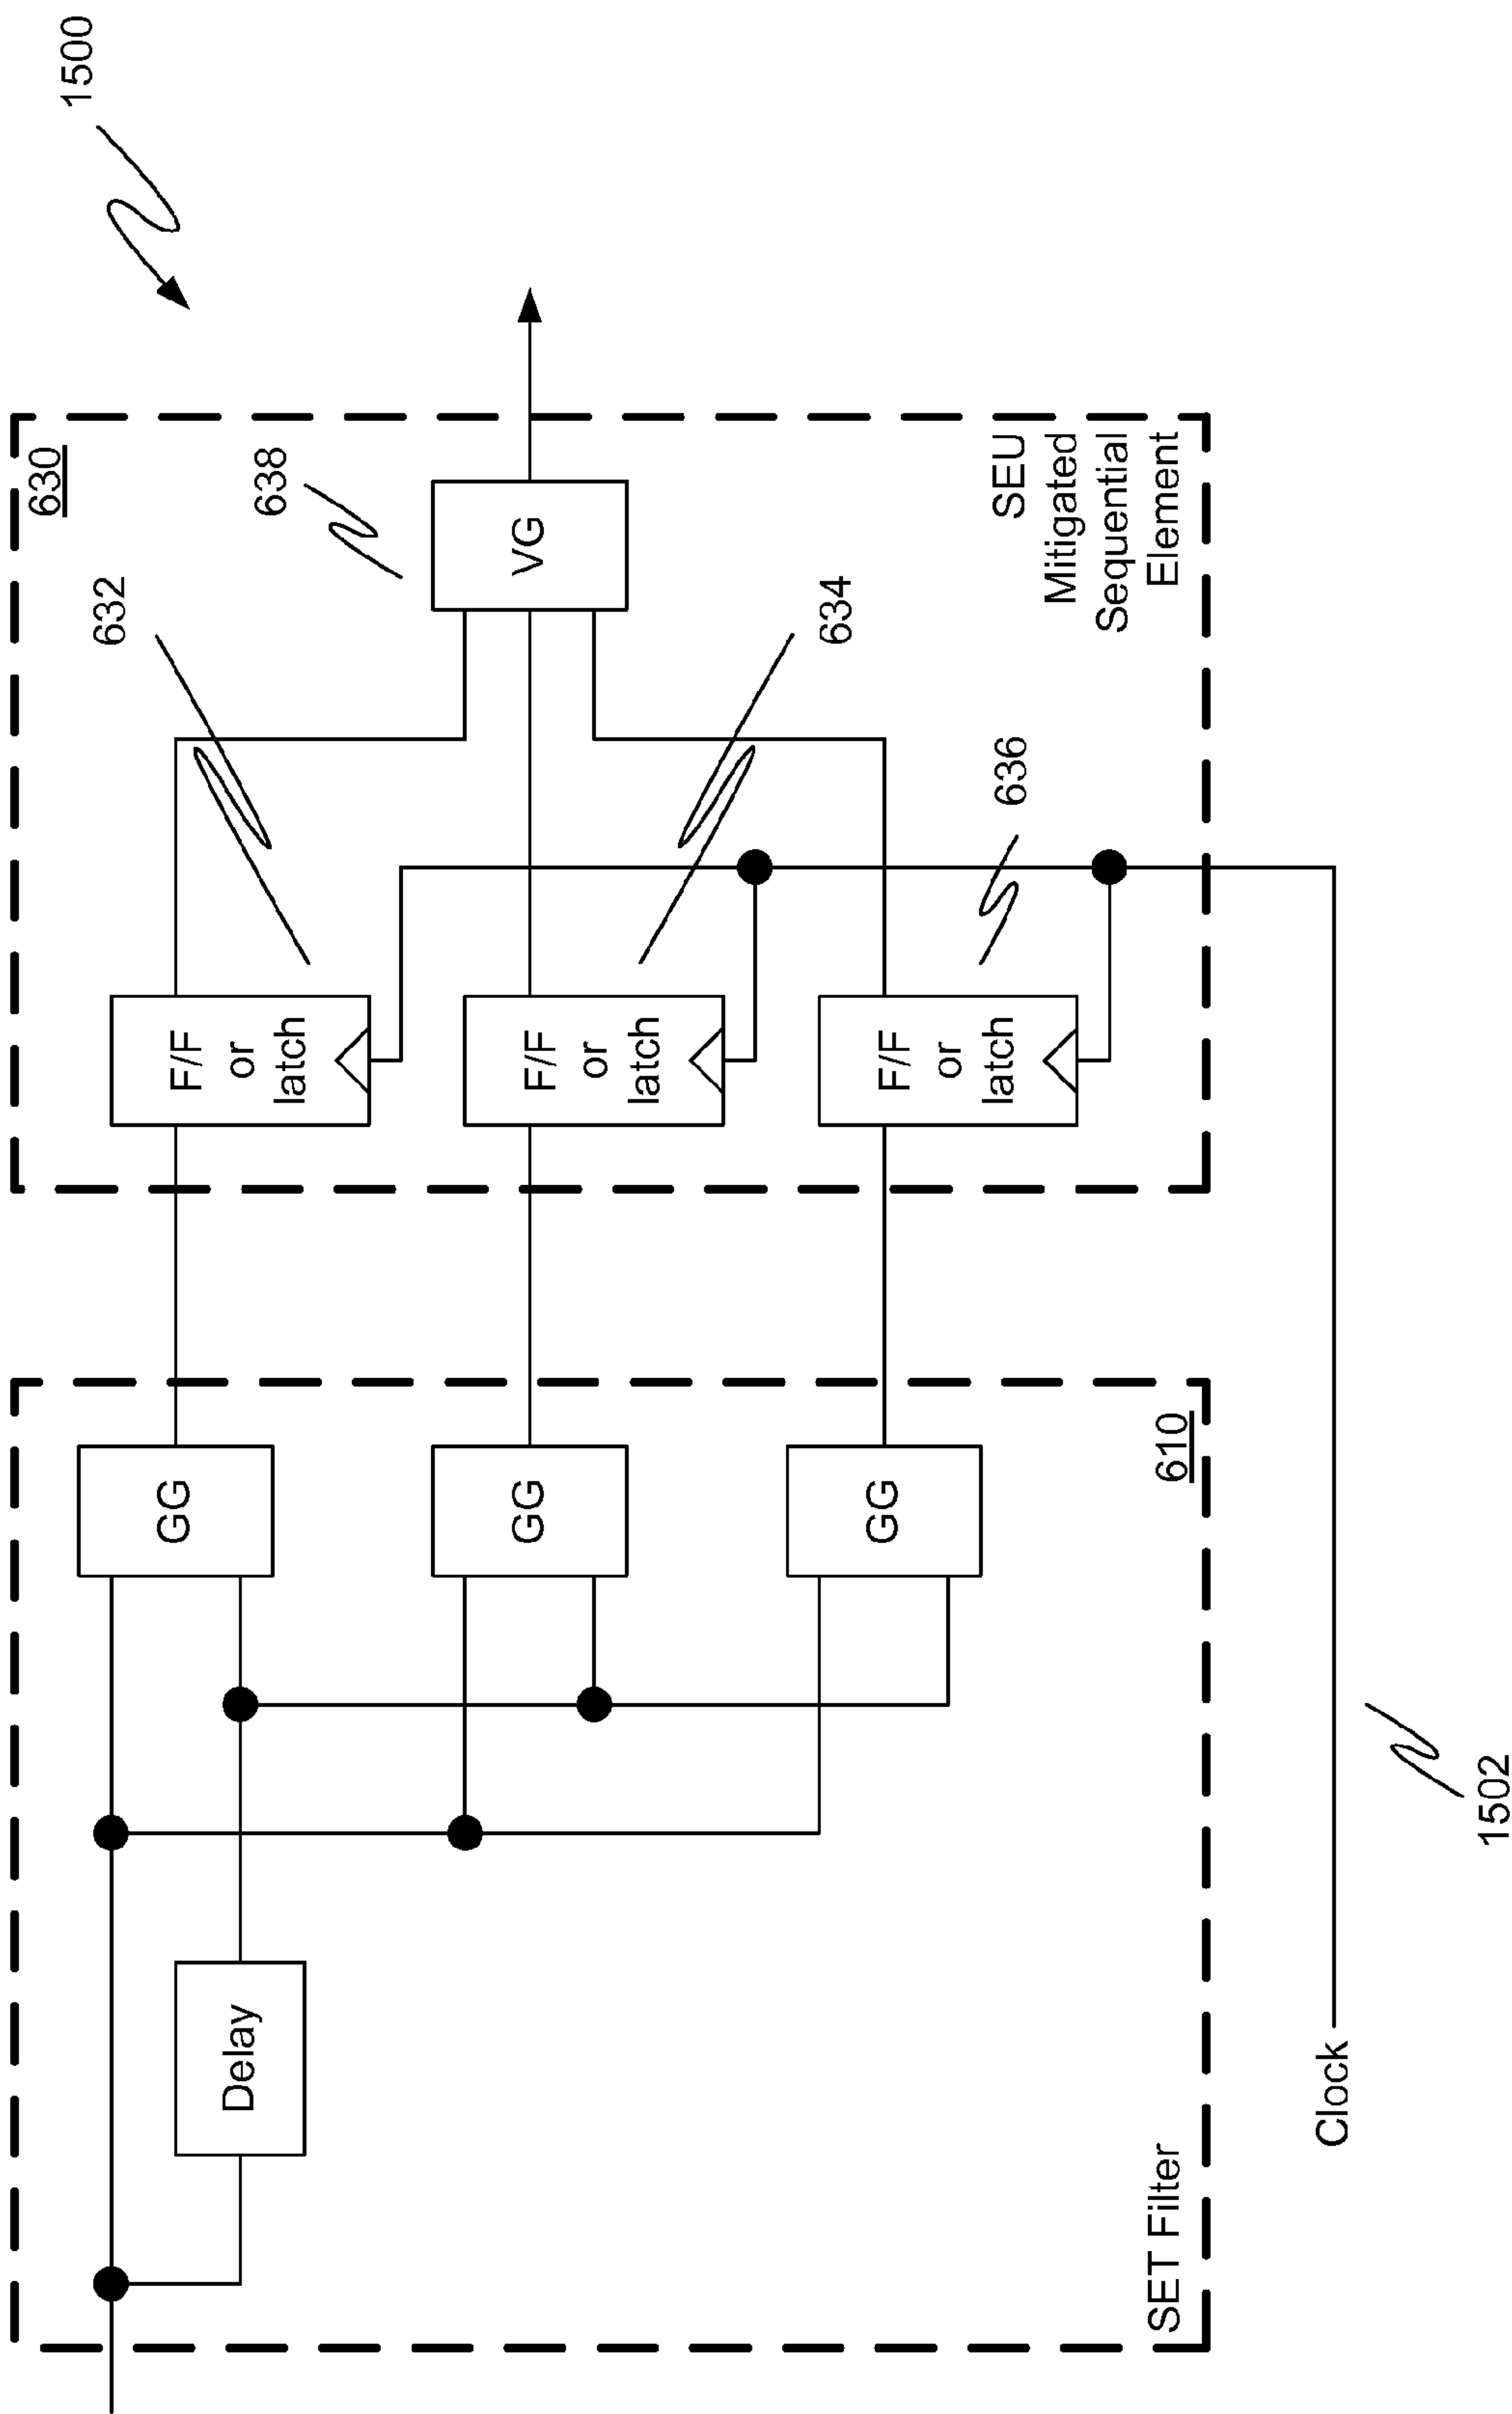 1500
630
638
VG
632
634
636
SEU
Mitigated
Sequential
Element
F/F
or
latch
F/F
or
latch
F/F
or
latch
GG
GG
GG
610
Delay
SET Filter
Clock
1502